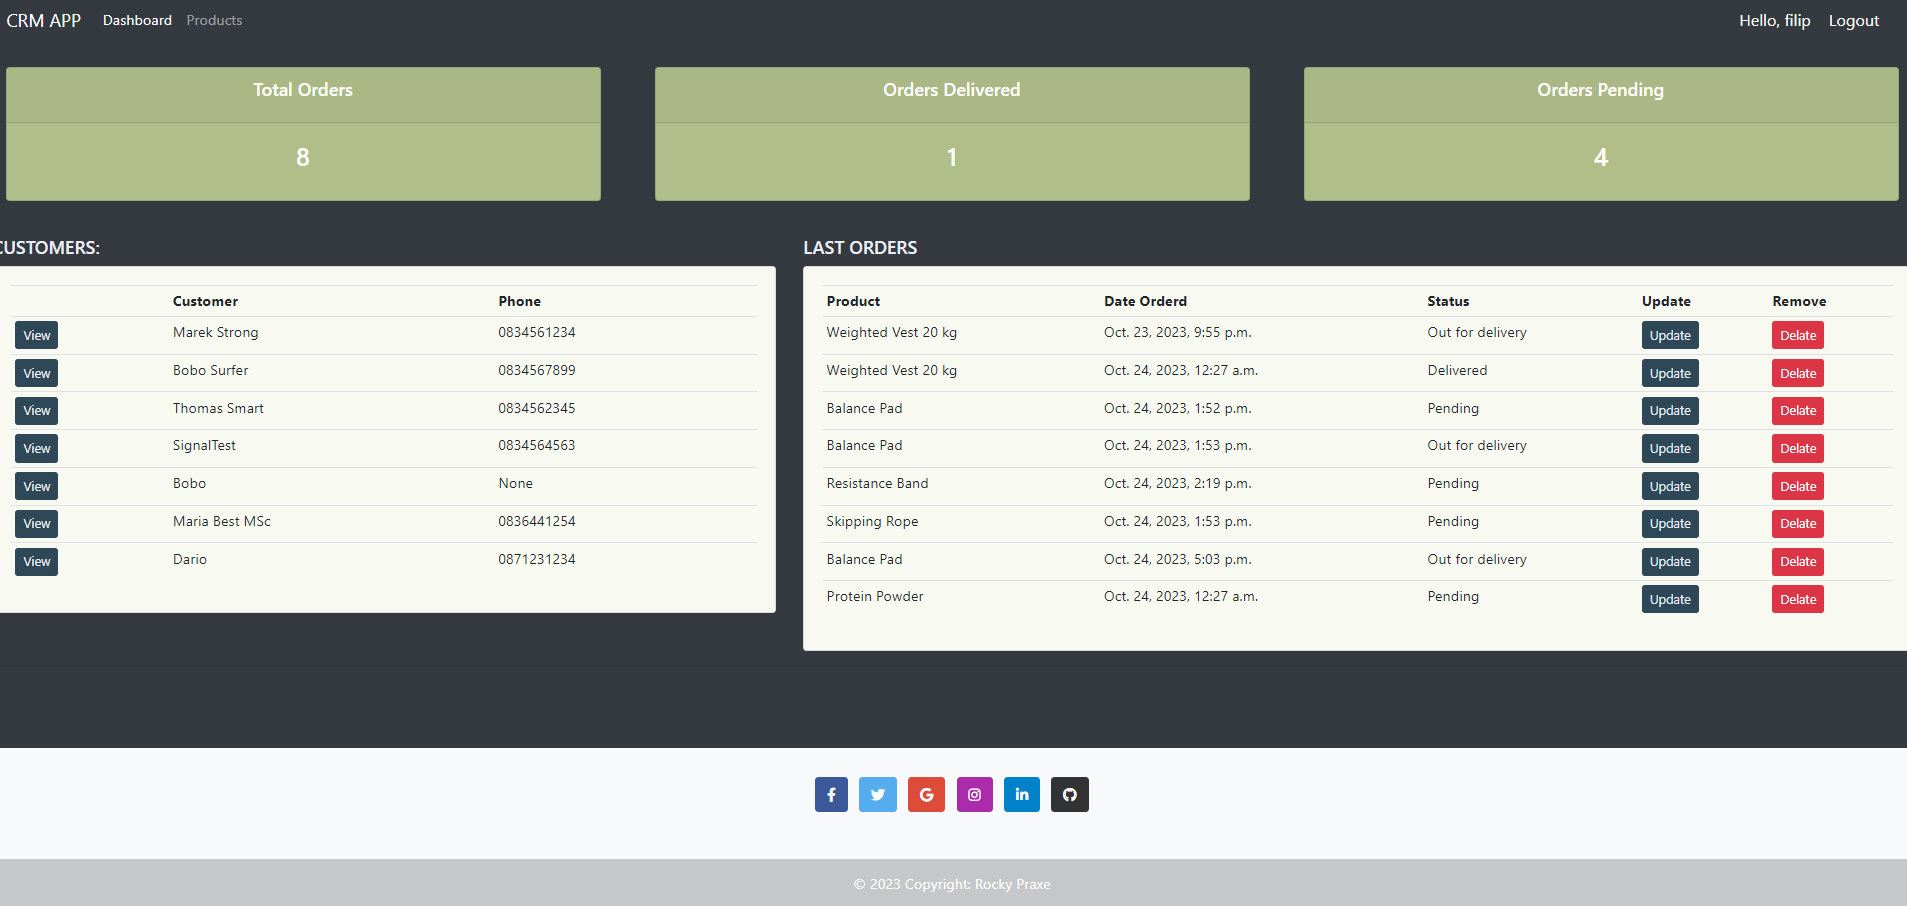 CRM APP Dashboard Products Hello, filip Logout
Total Orders
8
Orders Delivered
1
Orders Pending
4
CUSTOMERS:
Customer Phone
View Marek Strong 0834561234
View Bobo Surfer 0834567899
View Thomas Smart 0834562345
View SignalTest 0834564563
View Bobo None
View Maria Best MSc 0836441254
View Dario 0871231234
LAST ORDERS
Product Date Orderd Status Update Remove
Weighted Vest 20 kg Oct. 23, 2023, 9:55 p.m. Out for delivery Update Delate
Weighted Vest 20 kg Oct. 24, 2023, 12:27 a.m. Delivered Update Delate
Balance Pad Oct. 24, 2023, 1:52 p.m. Pending Update Delate
Balance Pad Oct. 24, 2023, 1:53 p.m. Out for delivery Update Delate
Resistance Band Oct. 24, 2023, 2:19 p.m. Pending Update Delate
Skipping Rope Oct. 24, 2023, 1:53 p.m. Pending Update Delate
Balance Pad Oct. 24, 2023, 5:03 p.m. Out for delivery Update Delate
Protein Powder Oct. 24, 2023, 12:27 a.m. Pending Update Delate
© 2023 Copyright: Rocky Praxe